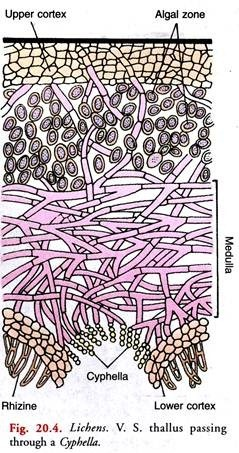 Upper cortex
Algal zone
Medulla
Cyphella
Rhizine
Lower cortex
Fig. 20.4. Lichens. V. S. thallus passing
through a Cyphella.